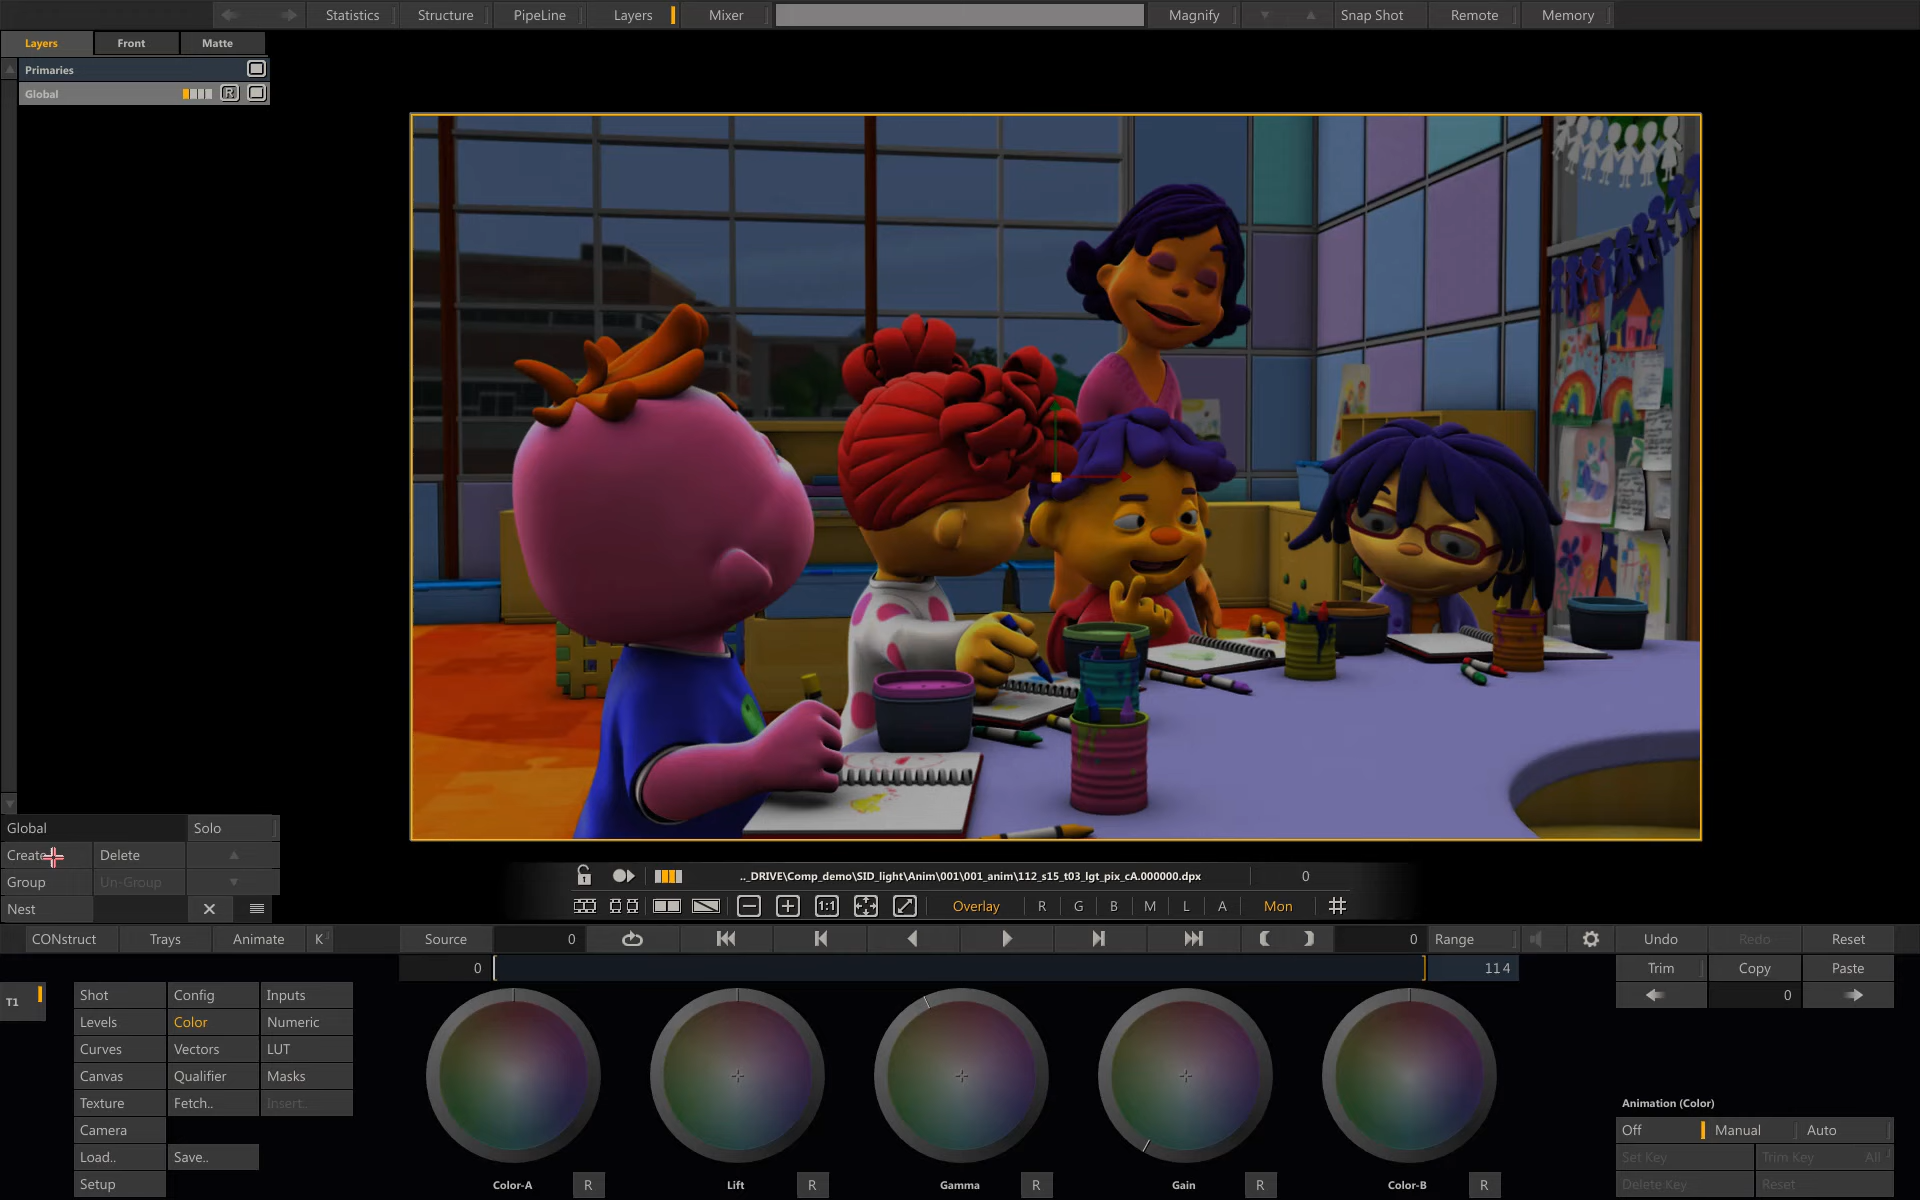 Statistics Structure PipeLine Layers Mixer Magnify Snap Shot Remote Memory
Layers Front Matte
Primaries
Global R
Global Solo
Create Delete
Group Un-Group
Nest
.._DRIVE\Comp_demo\SID_light\Anim\001\001_anim\112_s15_t03_lgt_pix_cA.000000.dpx 0
1:1 Overlay R G B M L A Mon
CONstruct Trays Animate K Source 0 0 Range Undo Redo Reset
0 114 Trim Copy Paste
T1 Shot Config Inputs 0
Levels Color Numeric
Curves Vectors LUT
Canvas Qualifier Masks
Texture Fetch.. Insert.. Animation (Color)
Camera Off Manual Auto
Load.. Save.. Set Key Trim Key All
Setup Color-A R Lift R Gamma R Gain R Color-B R Delete Key Reset